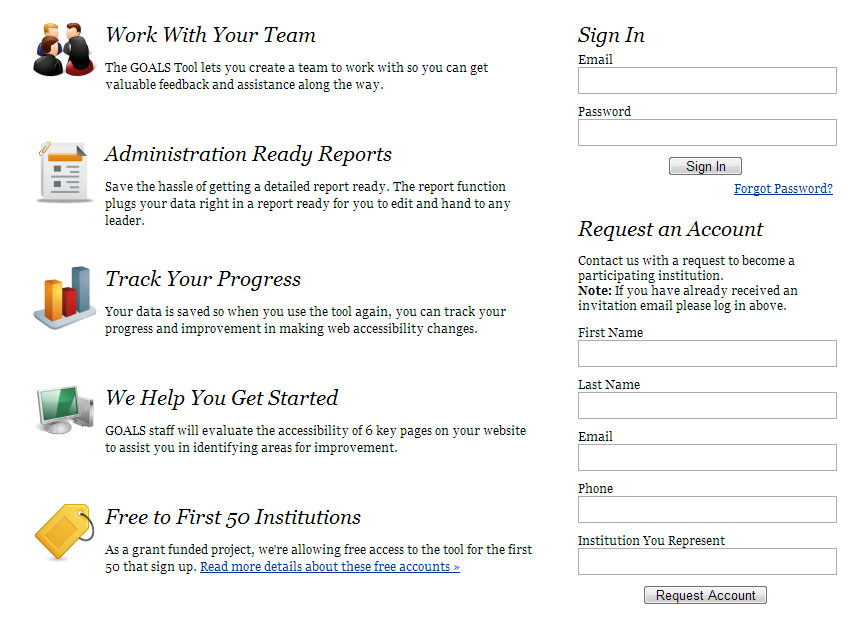 Work With Your Team
The GOALS Tool lets you create a team to work with so you can get
valuable feedback and assistance along the way.
Administration Ready Reports
Save the hassle of getting a detailed report ready. The report function
plugs your data right in a report ready for you to edit and hand to any
leader.
Track Your Progress
Your data is saved so when you use the tool again, you can track your
progress and improvement in making web accessibility changes.
We Help You Get Started
GOALS staff will evaluate the accessibility of 6 key pages on your website
to assist you in identifying areas for improvement.
Free to First 50 Institutions
As a grant funded project, we're allowing free access to the tool for the first
50 that sign up. Read more details about these free accounts »
Sign In
Email
Password
Sign In
Forgot Password?
Request an Account
Contact us with a request to become a
participating institution.
Note: If you have already received an
invitation email please log in above.
First Name
Last Name
Email
Phone
Institution You Represent
Request Account